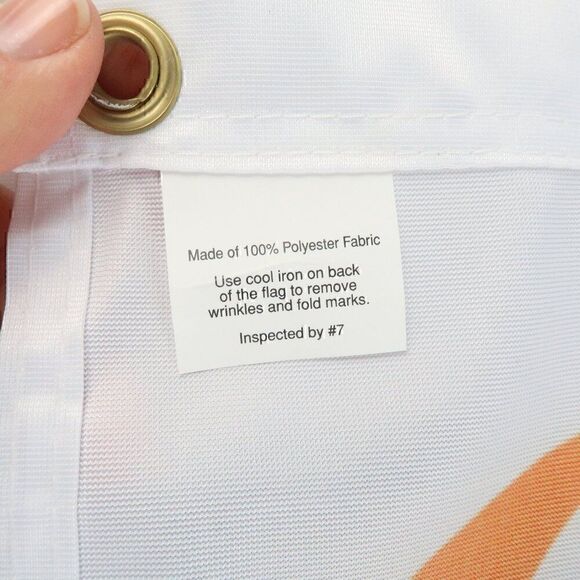 Made of 100% Polyester Fabric
Use cool iron on back
of the flag to remove
wrinkles and fold marks.
Inspected by #7